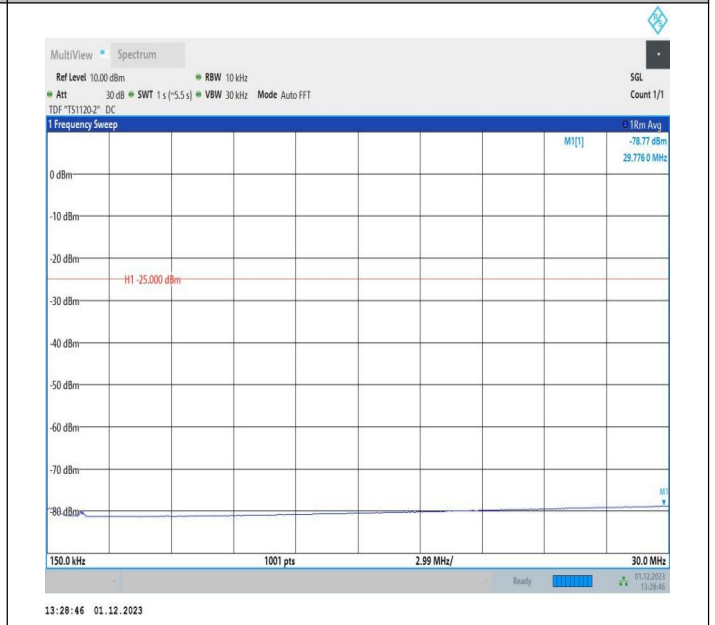 R S
MultiView Spectrum
Ref Level 10.00 dBm RBW 10 kHz SGL
Att 30 dB SWT 1 s (~5.5 s) VBW 30 kHz Mode Auto FFT Count 1/1
TDF "TS1120-2" DC
1 Frequency Sweep 1Rm Avg
M1[1] -78.77 dBm
29.776 0 MHz
0 dBm
-10 dBm
-20 dBm
H1 -25.000 dBm
-30 dBm
-40 dBm
-50 dBm
-60 dBm
-70 dBm
M1
-80 dBm
150.0 kHz 1001 pts 2.99 MHz/ 30.0 MHz
Ready 01.12.2023
13:28:46
13:28:46 01.12.2023